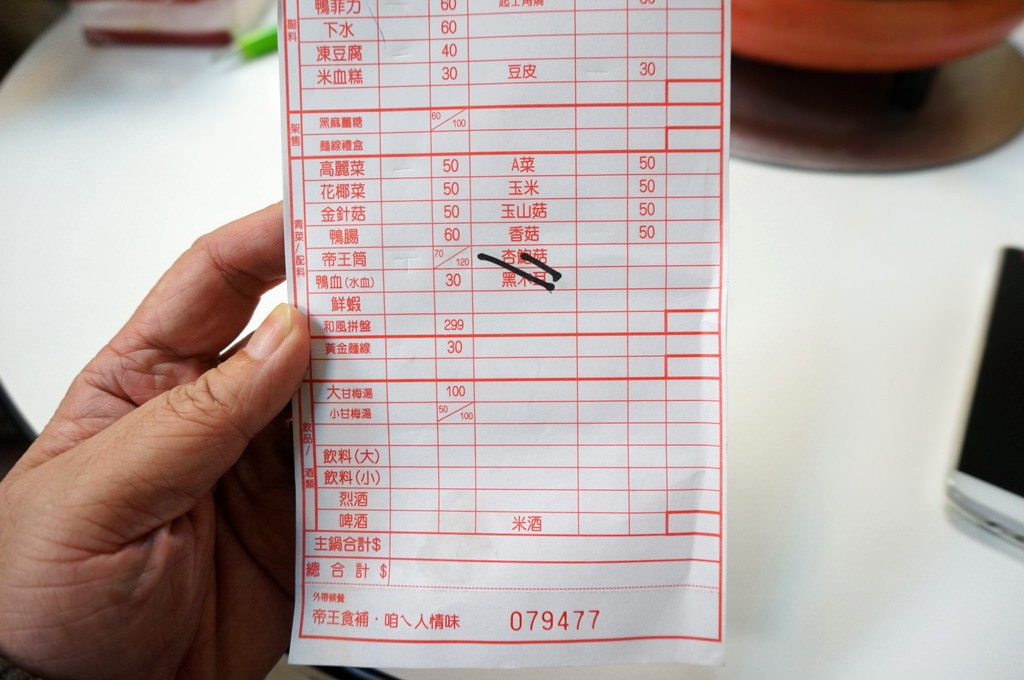 鴨菲力 60
下水 60
凍豆腐 40
米血糕 30 豆皮 30
架售
黑麻薑糖 60/100
麵線禮盒
高麗菜 50 A菜 50
花椰菜 50 玉米 50
金針菇 50 玉山菇 50
鴨腸 60 香菇 50
青菜/配料
帝王筒 70/120 杏鮑菇
鴨血(水血) 30 黑木耳
鮮蝦
和風拼盤 299
黃金麵線 30
大甘梅湯 100
小甘梅湯 50/100
飲品/酒類
飲料(大)
飲料(小)
烈酒
啤酒 米酒
主鍋合計$
總合計$
帝王食補·咱ㄟ人情味 079477